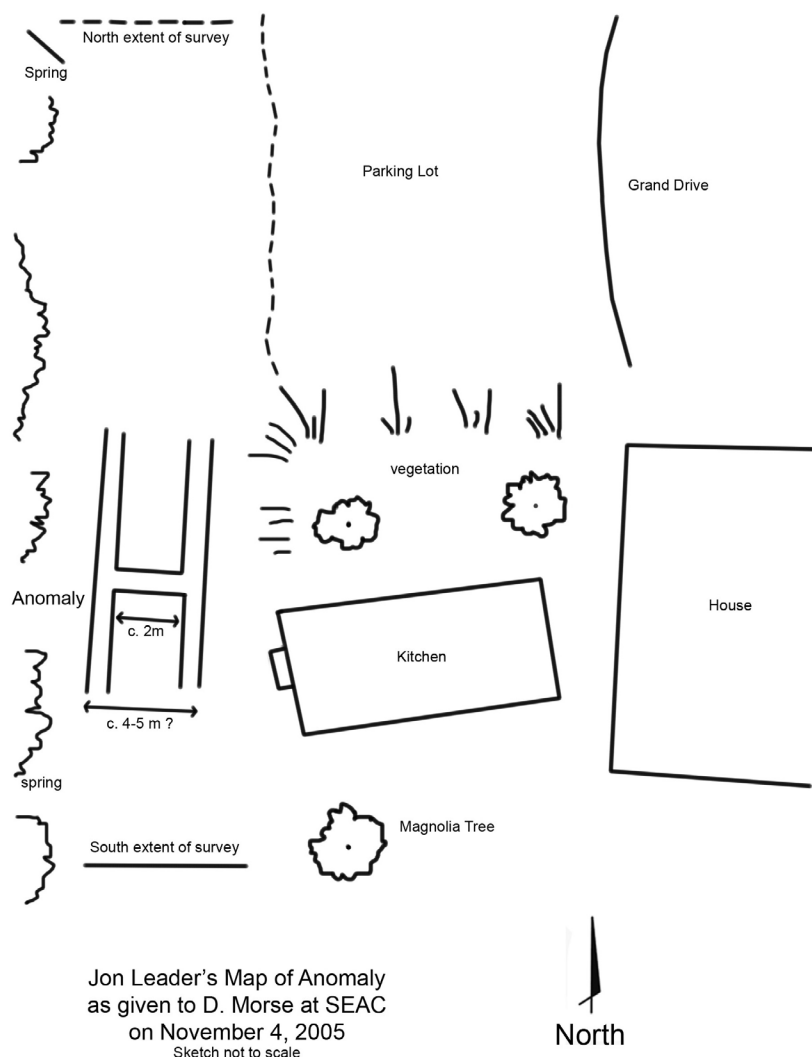 North extent of survey
Spring
Parking Lot
Grand Drive
vegetation
Anomaly
c. 2m
House
Kitchen
c. 4-5 m ?
spring
Magnolia Tree
South extent of survey
Jon Leader's Map of Anomaly
as given to D. Morse at SEAC
on November 4, 2005
Sketch not to scale
North